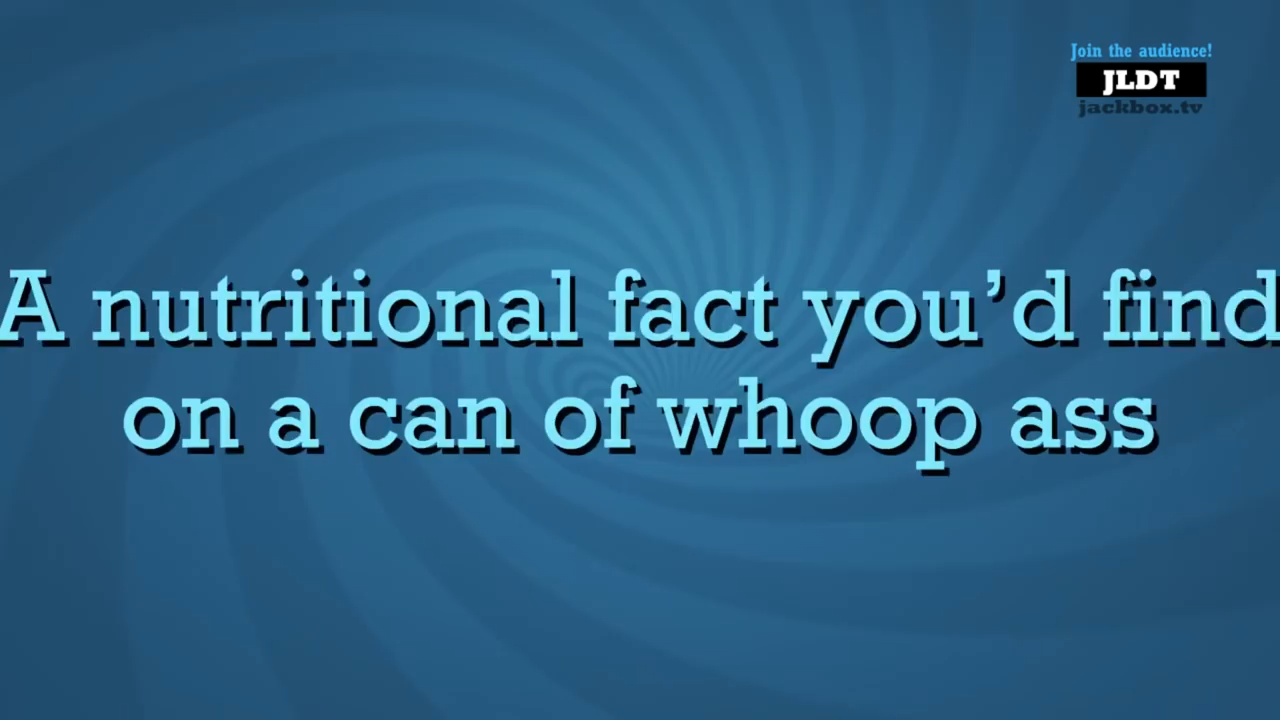 Join the audience!
JLDT
jackbox.tv
A nutritional fact you’d find
on a can of whoop ass